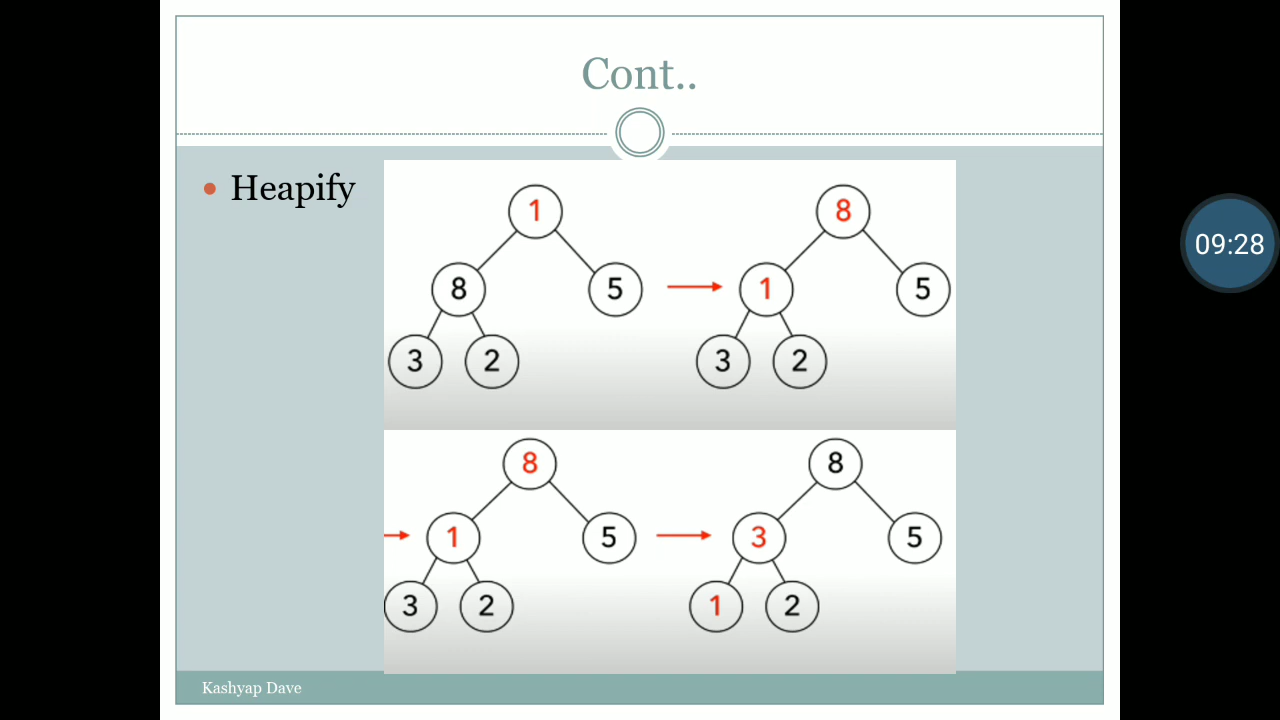 Cont..
• Heapify
1 8
8 5 1 5
3 2 3 2
8 8
1 5 3 5
3 2 1 2
09:28
Kashyap Dave